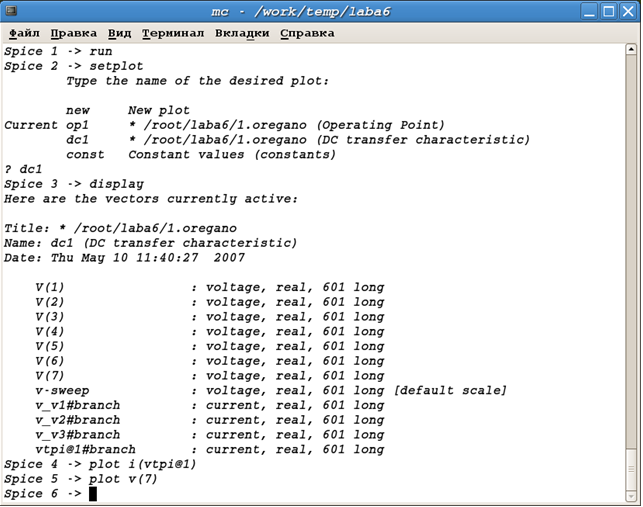 mc - /work/temp/laba6
Файл Правка Вид Терминал Вкладки Справка
Spice 1 -> run
Spice 2 -> setplot
Type the name of the desired plot:
new New plot
Current op1 * /root/laba6/1.oregano (Operating Point)
dc1 * /root/laba6/1.oregano (DC transfer characteristic)
const Constant values (constants)
? dc1
Spice 3 -> display
Here are the vectors currently active:
Title: * /root/laba6/1.oregano
Name: dc1 (DC transfer characteristic)
Date: Thu May 10 11:40:27 2007
V(1) : voltage, real, 601 long
V(2) : voltage, real, 601 long
V(3) : voltage, real, 601 long
V(4) : voltage, real, 601 long
V(5) : voltage, real, 601 long
V(6) : voltage, real, 601 long
V(7) : voltage, real, 601 long
v-sweep : voltage, real, 601 long [default scale]
v_v1#branch : current, real, 601 long
v_v2#branch : current, real, 601 long
v_v3#branch : current, real, 601 long
vtpi@1#branch : current, real, 601 long
Spice 4 -> plot i(vtpi@1)
Spice 5 -> plot v(7)
Spice 6 ->